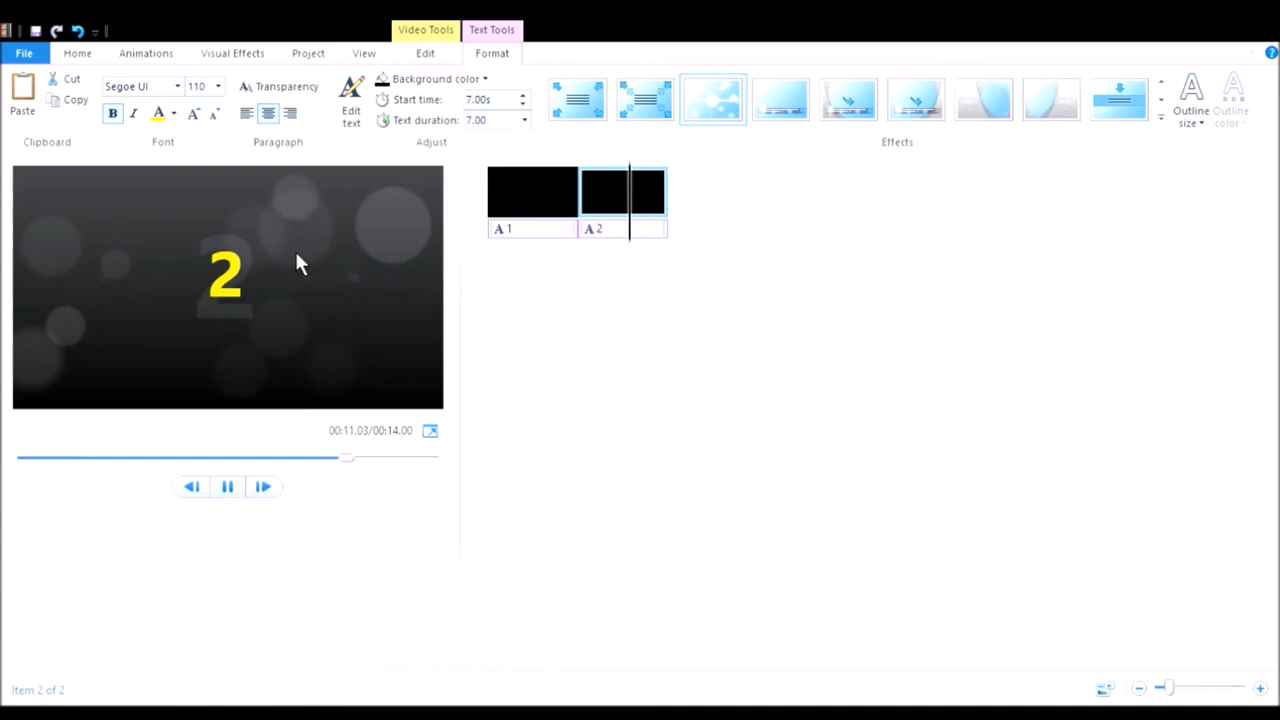 Video Tools Text Tools
File Home Animations Visual Effects Project View Edit Format
Paste Cut Copy Clipboard
Segoe UI 110 B I A A A Font
Transparency Paragraph
Edit text
Background color
Start time: 7.00s
Text duration: 7.00
Adjust
Effects
Outline size Outline color
2
2
A 1 A 2
00:11.03/00:14.00
Item 2 of 2